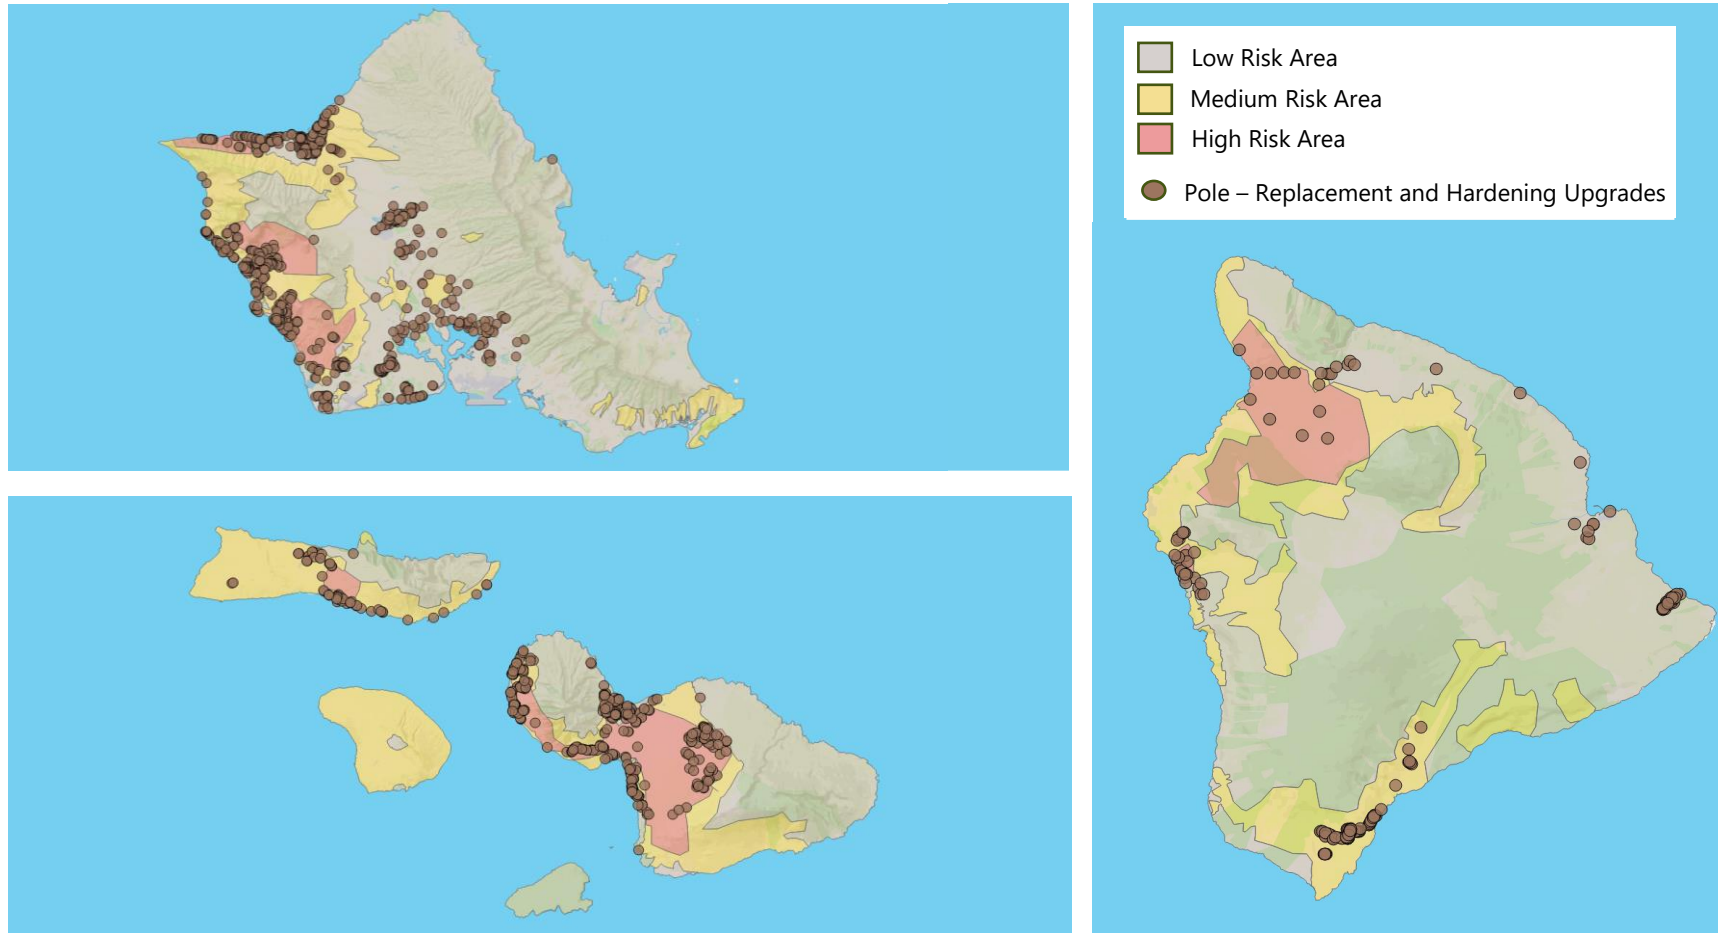 Low Risk Area
Medium Risk Area
High Risk Area
Pole – Replacement and Hardening Upgrades